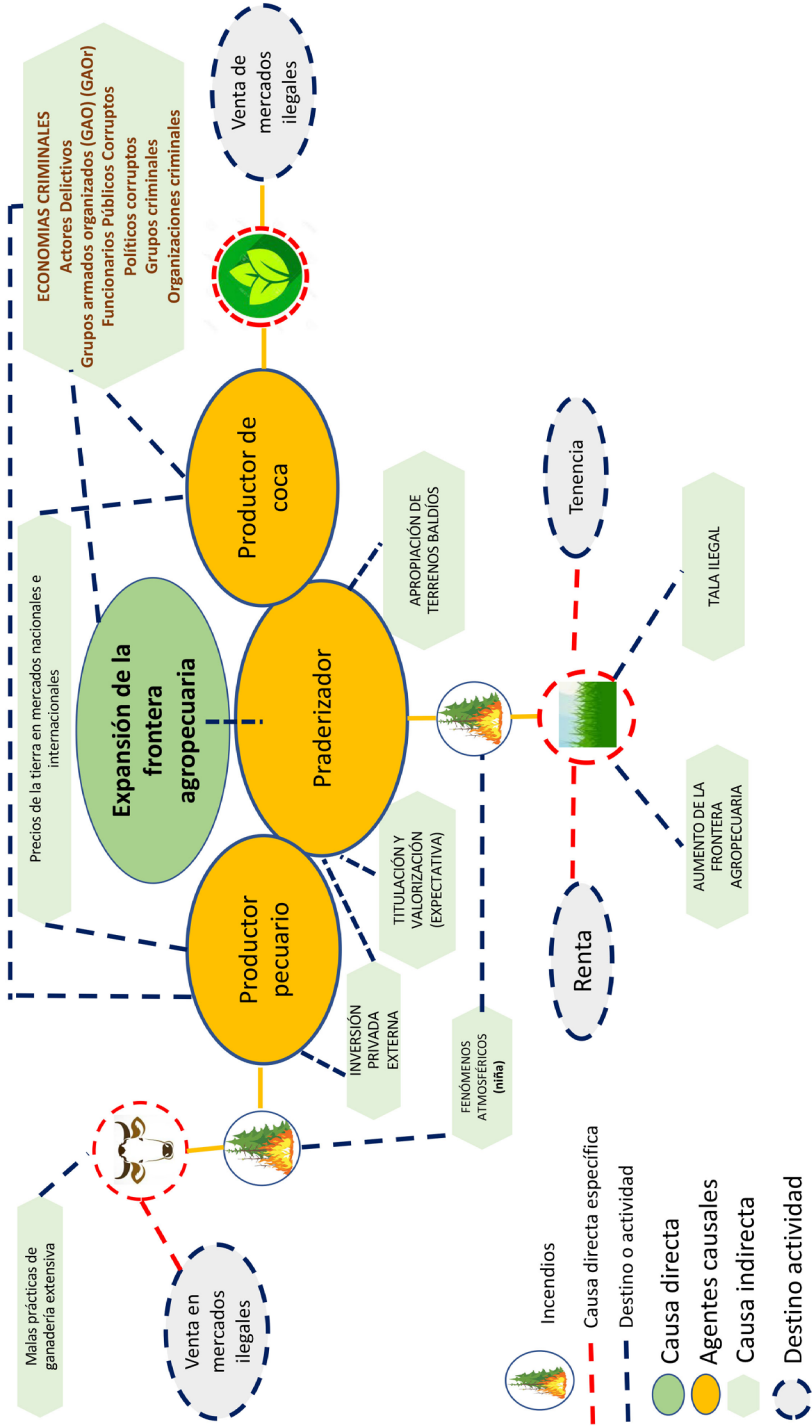 ECONOMIAS CRIMINALES
Actores Delictivos
Grupos armados organizados (GAO) (GAOr)
Funcionarios Públicos Corruptos
Políticos corruptos
Grupos criminales
Organizaciones criminales
Precios de la tierra en mercados nacionales e
internacionales
Malas prácticas de
ganadería extensiva
Expansión de la
frontera
agropecuaria
Venta en
mercados
ilegales
Productor
pecuario
Praderizador
Productor de
coca
Venta de
mercados
ilegales
INVERSIÓN
PRIVADA
EXTERNA
TITULACIÓN Y
VALORIZACIÓN
(EXPECTATIVA)
APROPIACIÓN DE
TERRENOS BALDÍOS
FENÓMENOS
ATMOSFÉRICOS
(niña)
Renta
Tenencia
AUMENTO DE LA
FRONTERA
AGROPECUARIA
TALA ILEGAL
Incendios
Causa directa específica
Destino o actividad
Causa directa
Agentes causales
Causa indirecta
Destino actividad